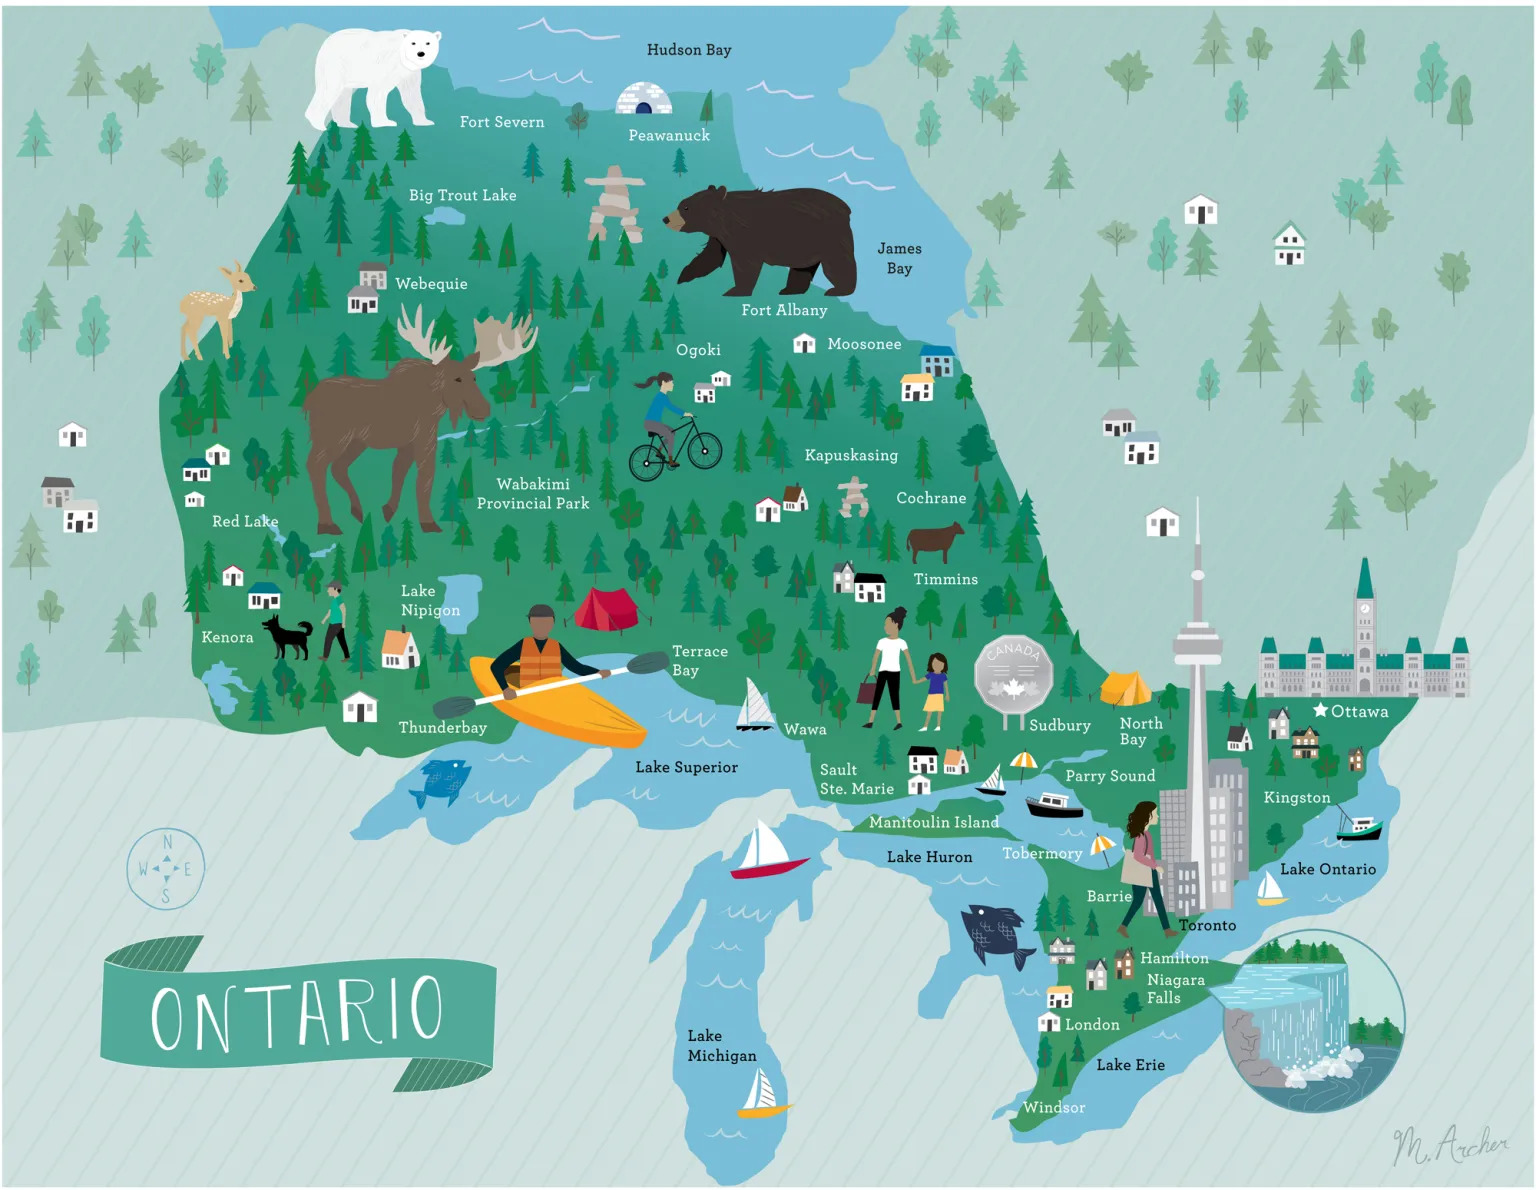 Hudson Bay
Fort Severn
Peawanuck
Big Trout Lake
James
Bay
Webequie
Fort Albany
Moosonee
Ogoki
Kapuskasing
Wabakimi
Provincial Park
Cochrane
Red Lake
Timmins
Lake
Nipigon
Kenora
Terrace
Bay
CANADA
Thunderbay
Wawa
Sudbury
North
Bay
Ottawa
Lake Superior
Sault
Ste. Marie
Parry Sound
Kingston
Manitoulin Island
Lake Huron
Tobermory
Lake Ontario
N
W E
S
Barrie
Toronto
Hamilton
Niagara
Falls
ONTARIO
London
Lake
Michigan
Lake Erie
Windsor
M. Archer